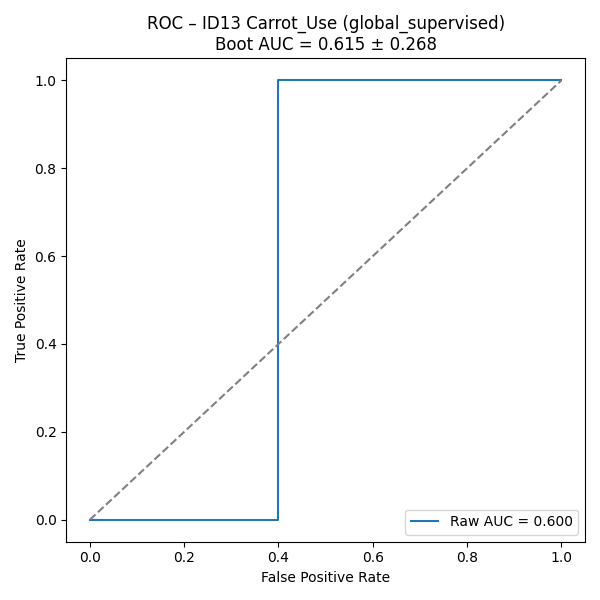 ROC – ID13 Carrot_Use (global_supervised)
Boot AUC = 0.615 ± 0.268
True Positive Rate
1.0
0.8
0.6
0.4
0.2
0.0
0.0 0.2 0.4 0.6 0.8 1.0
False Positive Rate
Raw AUC = 0.600